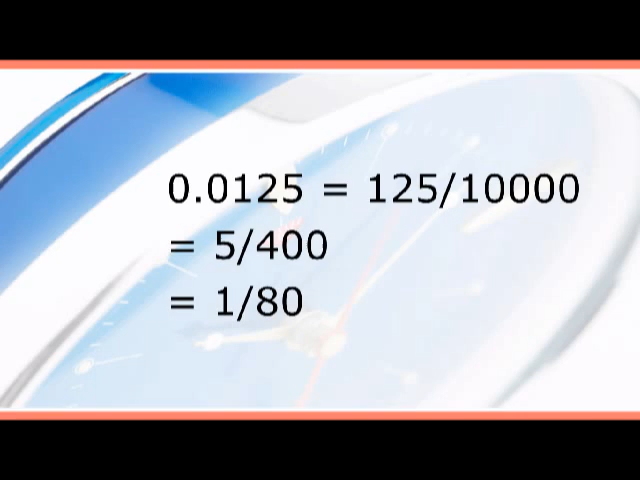 0.0125 = 125/10000
= 5/400
= 1/80